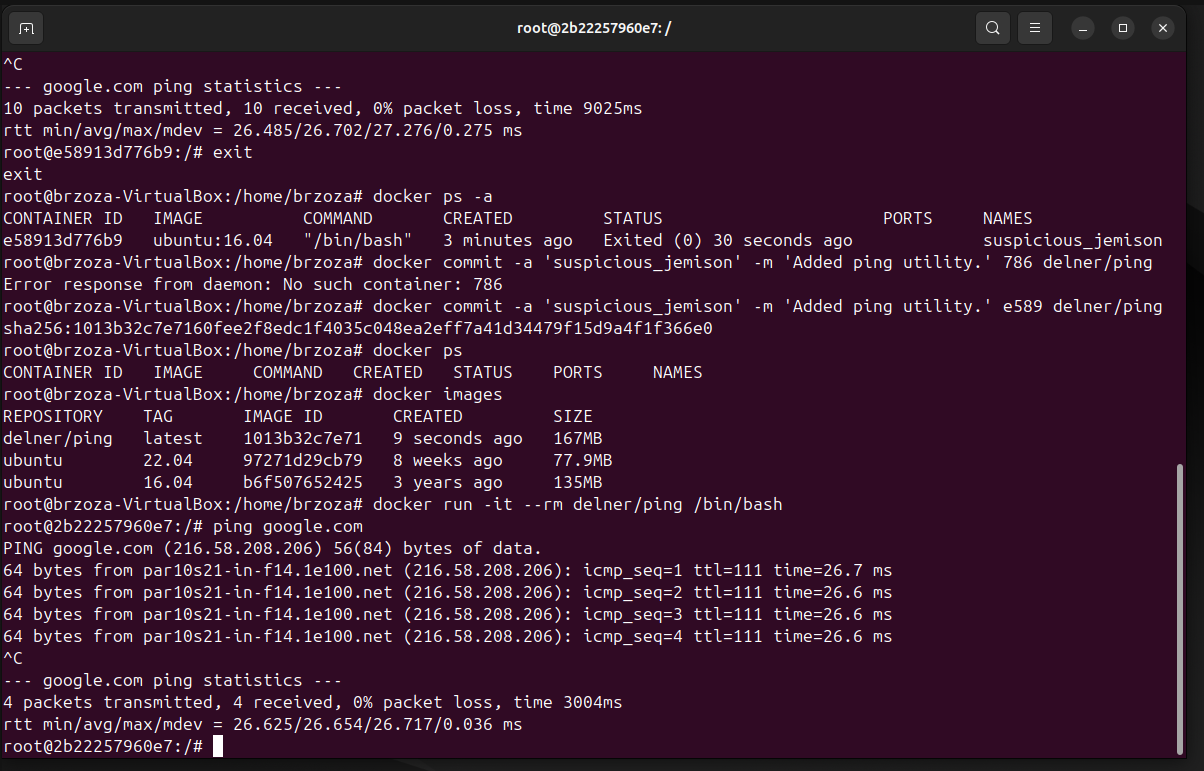 root@2b22257960e7: /
^C
--- google.com ping statistics ---
10 packets transmitted, 10 received, 0% packet loss, time 9025ms
rtt min/avg/max/mdev = 26.485/26.702/27.276/0.275 ms
root@e58913d776b9:/# exit
exit
root@brzoza-VirtualBox:/home/brzoza# docker ps -a
CONTAINER ID   IMAGE          COMMAND       CREATED         STATUS                      PORTS     NAMES
e58913d776b9   ubuntu:16.04   "/bin/bash"   3 minutes ago   Exited (0) 30 seconds ago             suspicious_jemison
root@brzoza-VirtualBox:/home/brzoza# docker commit -a 'suspicious_jemison' -m 'Added ping utility.' 786 delner/ping
Error response from daemon: No such container: 786
root@brzoza-VirtualBox:/home/brzoza# docker commit -a 'suspicious_jemison' -m 'Added ping utility.' e589 delner/ping
sha256:1013b32c7e7160fee2f8edc1f4035c048ea2eff7a41d34479f15d9a4f1f366e0
root@brzoza-VirtualBox:/home/brzoza# docker ps
CONTAINER ID   IMAGE     COMMAND   CREATED   STATUS    PORTS     NAMES
root@brzoza-VirtualBox:/home/brzoza# docker images
REPOSITORY    TAG       IMAGE ID       CREATED         SIZE
delner/ping   latest    1013b32c7e71   9 seconds ago   167MB
ubuntu        22.04     97271d29cb79   8 weeks ago     77.9MB
ubuntu        16.04     b6f507652425   3 years ago     135MB
root@brzoza-VirtualBox:/home/brzoza# docker run -it --rm delner/ping /bin/bash
root@2b22257960e7:/# ping google.com
PING google.com (216.58.208.206) 56(84) bytes of data.
64 bytes from par10s21-in-f14.1e100.net (216.58.208.206): icmp_seq=1 ttl=111 time=26.7 ms
64 bytes from par10s21-in-f14.1e100.net (216.58.208.206): icmp_seq=2 ttl=111 time=26.6 ms
64 bytes from par10s21-in-f14.1e100.net (216.58.208.206): icmp_seq=3 ttl=111 time=26.6 ms
64 bytes from par10s21-in-f14.1e100.net (216.58.208.206): icmp_seq=4 ttl=111 time=26.6 ms
^C
--- google.com ping statistics ---
4 packets transmitted, 4 received, 0% packet loss, time 3004ms
rtt min/avg/max/mdev = 26.625/26.654/26.717/0.036 ms
root@2b22257960e7:/#